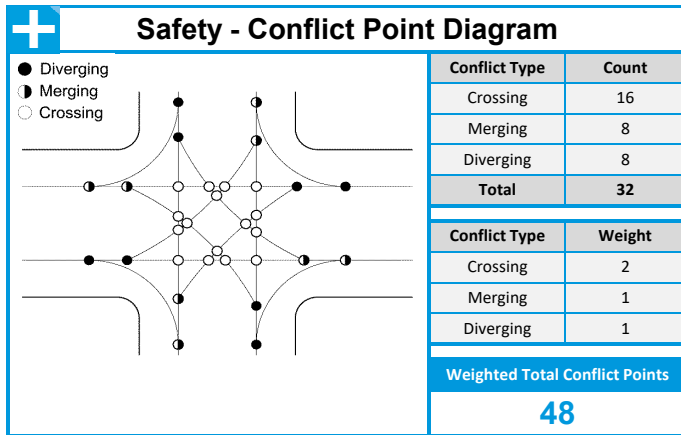 Safety - Conflict Point Diagram
Diverging
Merging
Crossing
Conflict Type Count
Crossing 16
Merging 8
Diverging 8
Total 32
Conflict Type Weight
Crossing 2
Merging 1
Diverging 1
Weighted Total Conflict Points
48